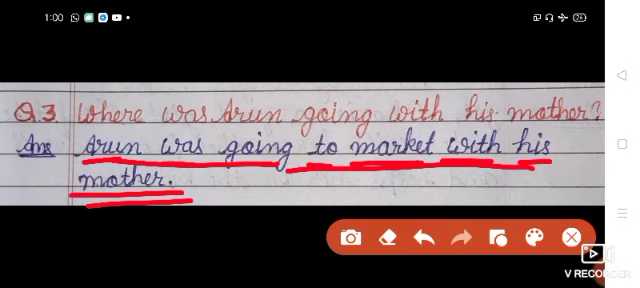 1:00
26
Q.3 Where was Arun going with his mother?
Ans Arun was going to market with his
mother.
V RECORDER